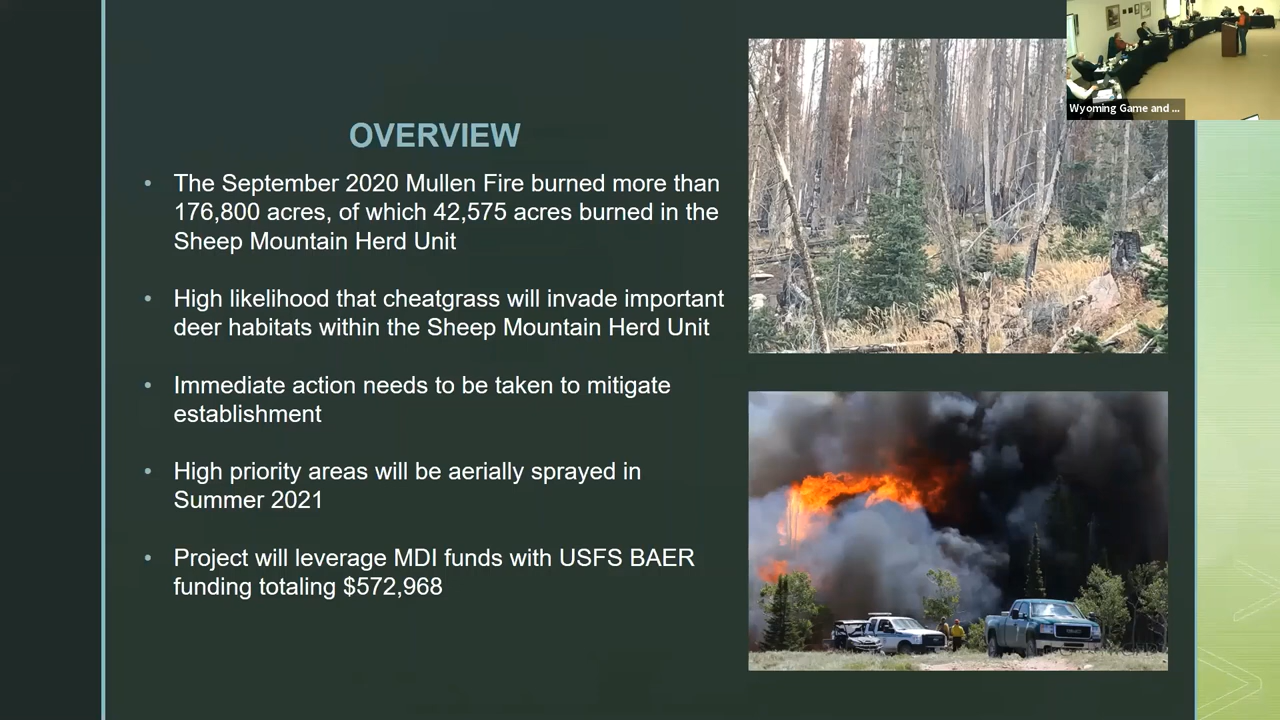 Wyoming Game and ...
OVERVIEW
• The September 2020 Mullen Fire burned more than
176,800 acres, of which 42,575 acres burned in the
Sheep Mountain Herd Unit
• High likelihood that cheatgrass will invade important
deer habitats within the Sheep Mountain Herd Unit
• Immediate action needs to be taken to mitigate
establishment
• High priority areas will be aerially sprayed in
Summer 2021
• Project will leverage MDI funds with USFS BAER
funding totaling $572,968